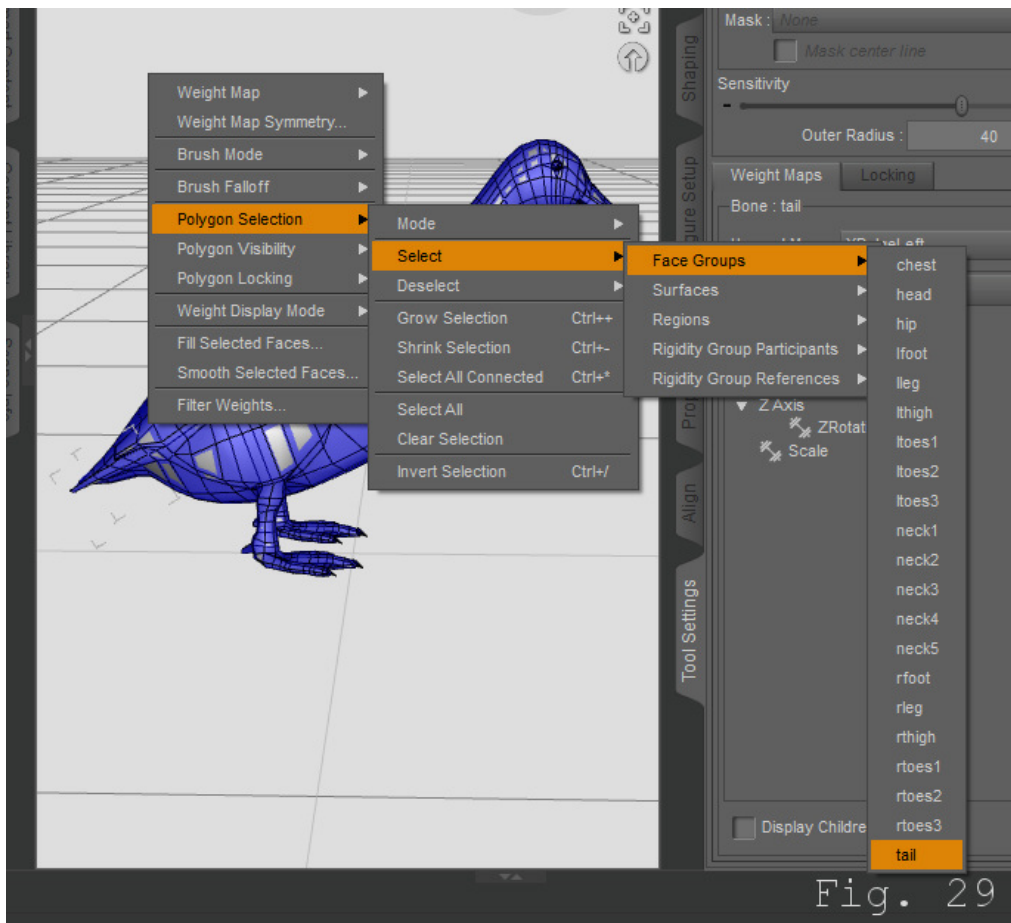 Mask : None
Mask center line
Shaping
Sensitivity
Outer Radius : 40
Weight Maps Locking
Bone : tail
Weight Map
Weight Map Symmetry...
Brush Mode
Brush Falloff
Polygon Selection
Polygon Visibility
Polygon Locking
Weight Display Mode
Fill Selected Faces...
Smooth Selected Faces...
Filter Weights...
Mode
Select
Deselect
Grow Selection Ctrl++
Shrink Selection Ctrl+-
Select All Connected Ctrl+*
Select All
Clear Selection
Invert Selection Ctrl+/
Face Groups
Surfaces
Regions
Rigidity Group Participants
Rigidity Group References
chest
head
hip
lfoot
lleg
lthigh
ltoes1
ltoes2
ltoes3
neck1
neck2
neck3
neck4
neck5
rfoot
rleg
rthigh
rtoes1
rtoes2
rtoes3
tail
Z Axis
ZRotat
Scale
Setup
Align
Tool Settings
Display Childre
Fig. 29